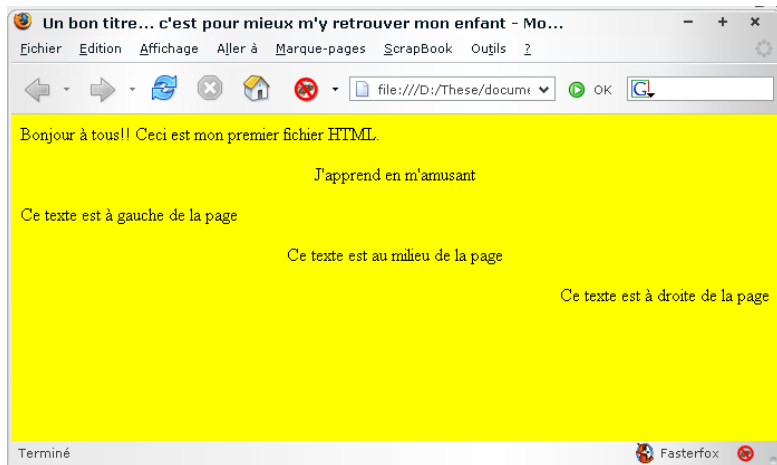 Un bon titre... c'est pour mieux m'y retrouver mon enfant - Mo...
Fichier Edition Affichage Aller à Marque-pages ScrapBook Outils ?
file:///D:/These/docume OK G
Bonjour à tous!! Ceci est mon premier fichier HTML.
J'apprend en m'amusant
Ce texte est à gauche de la page
Ce texte est au milieu de la page
Ce texte est à droite de la page
Terminé Fasterfox